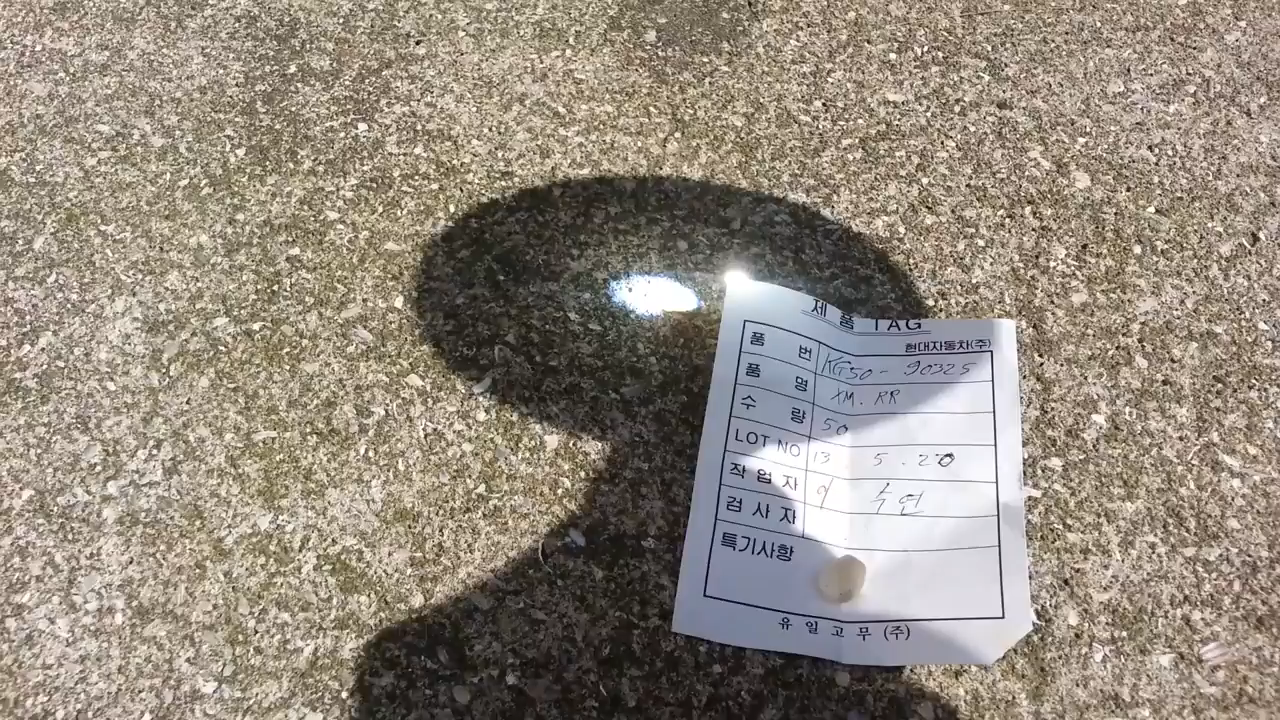 제 품 TAG
현대자동차(주)
품 번 KG50 - 90325
품 명 XM. RR
수 량 50
LOT NO 13 5 . 20
작 업 자 이 수연
검 사 자
특기사항
유 일 고 무 (주)